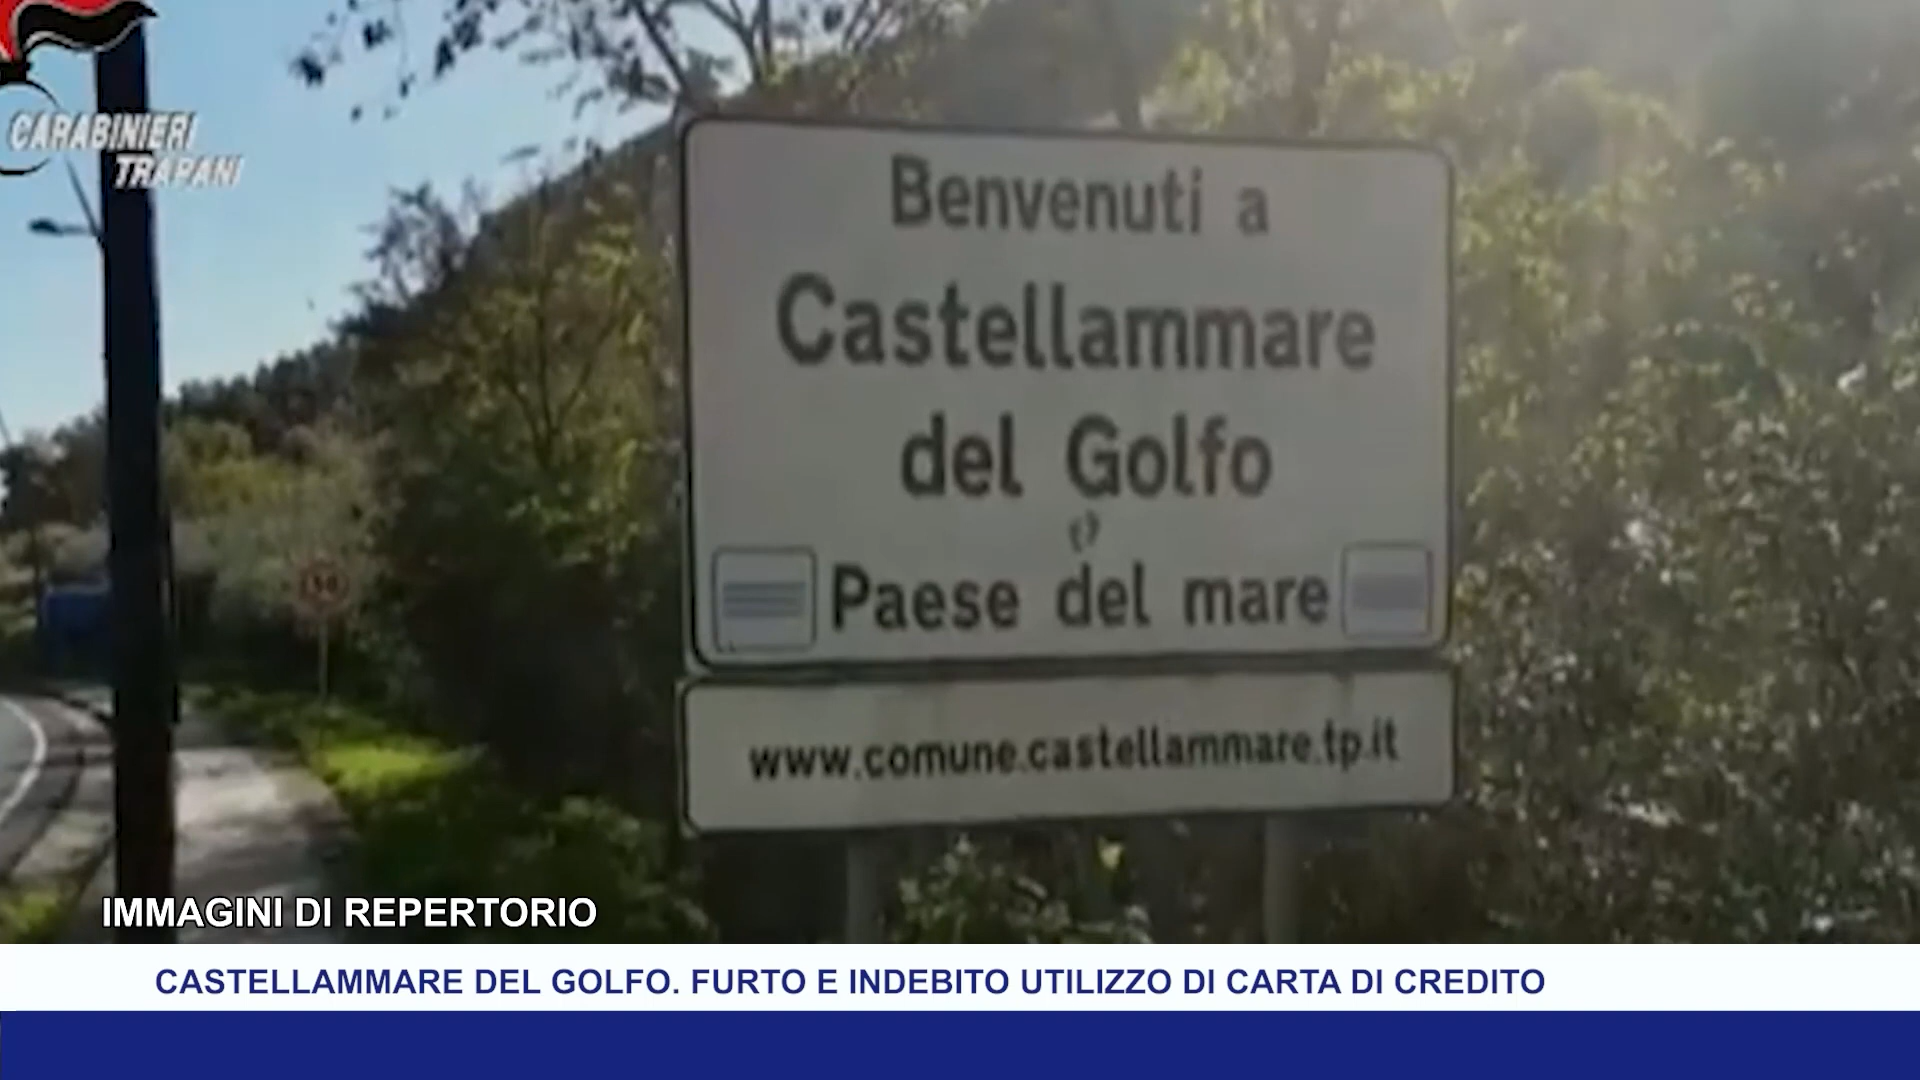 CARABINIERI
TRAPANI
Benvenuti a
Castellammare
del Golfo
Paese del mare
www.comune.castellammare.tp.it
IMMAGINI DI REPERTORIO
CASTELLAMMARE DEL GOLFO. FURTO E INDEBITO UTILIZZO DI CARTA DI CREDITO